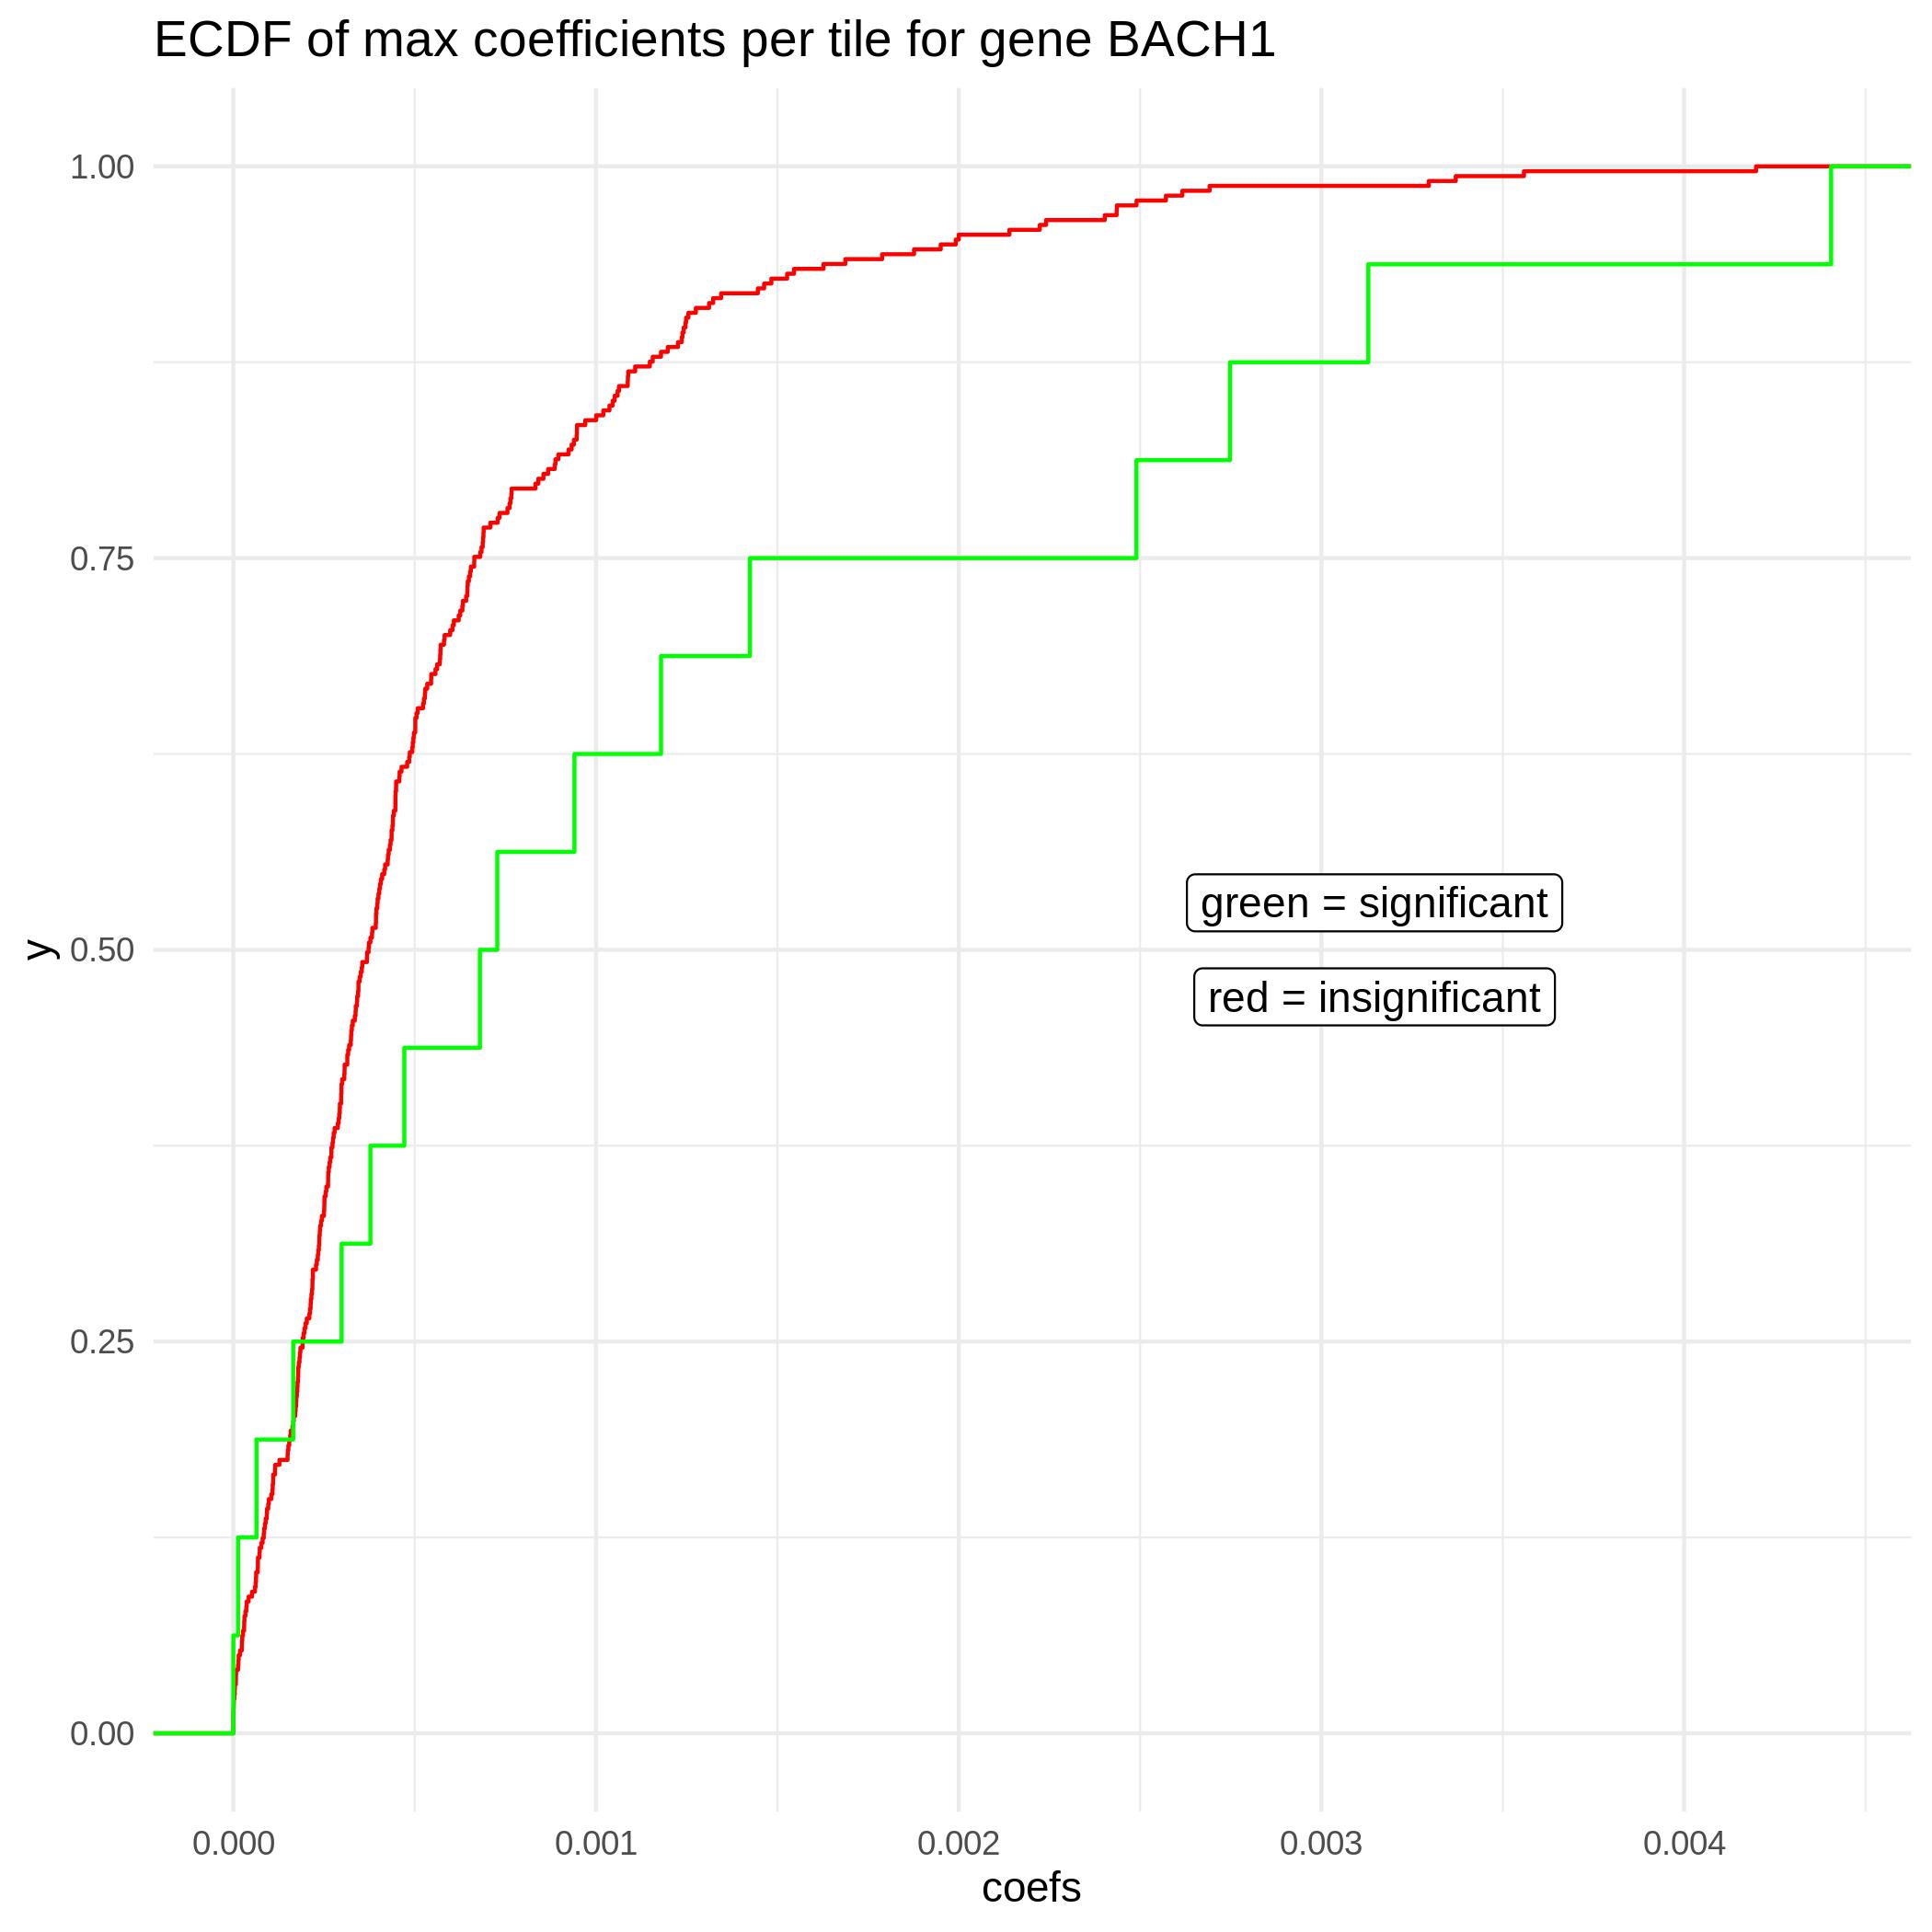 ECDF of max coefficients per tile for gene BACH1
1.00
0.75
0.50
0.25
0.00
y
green = significant
red = insignificant
0.000 0.001 0.002 0.003 0.004
coefs